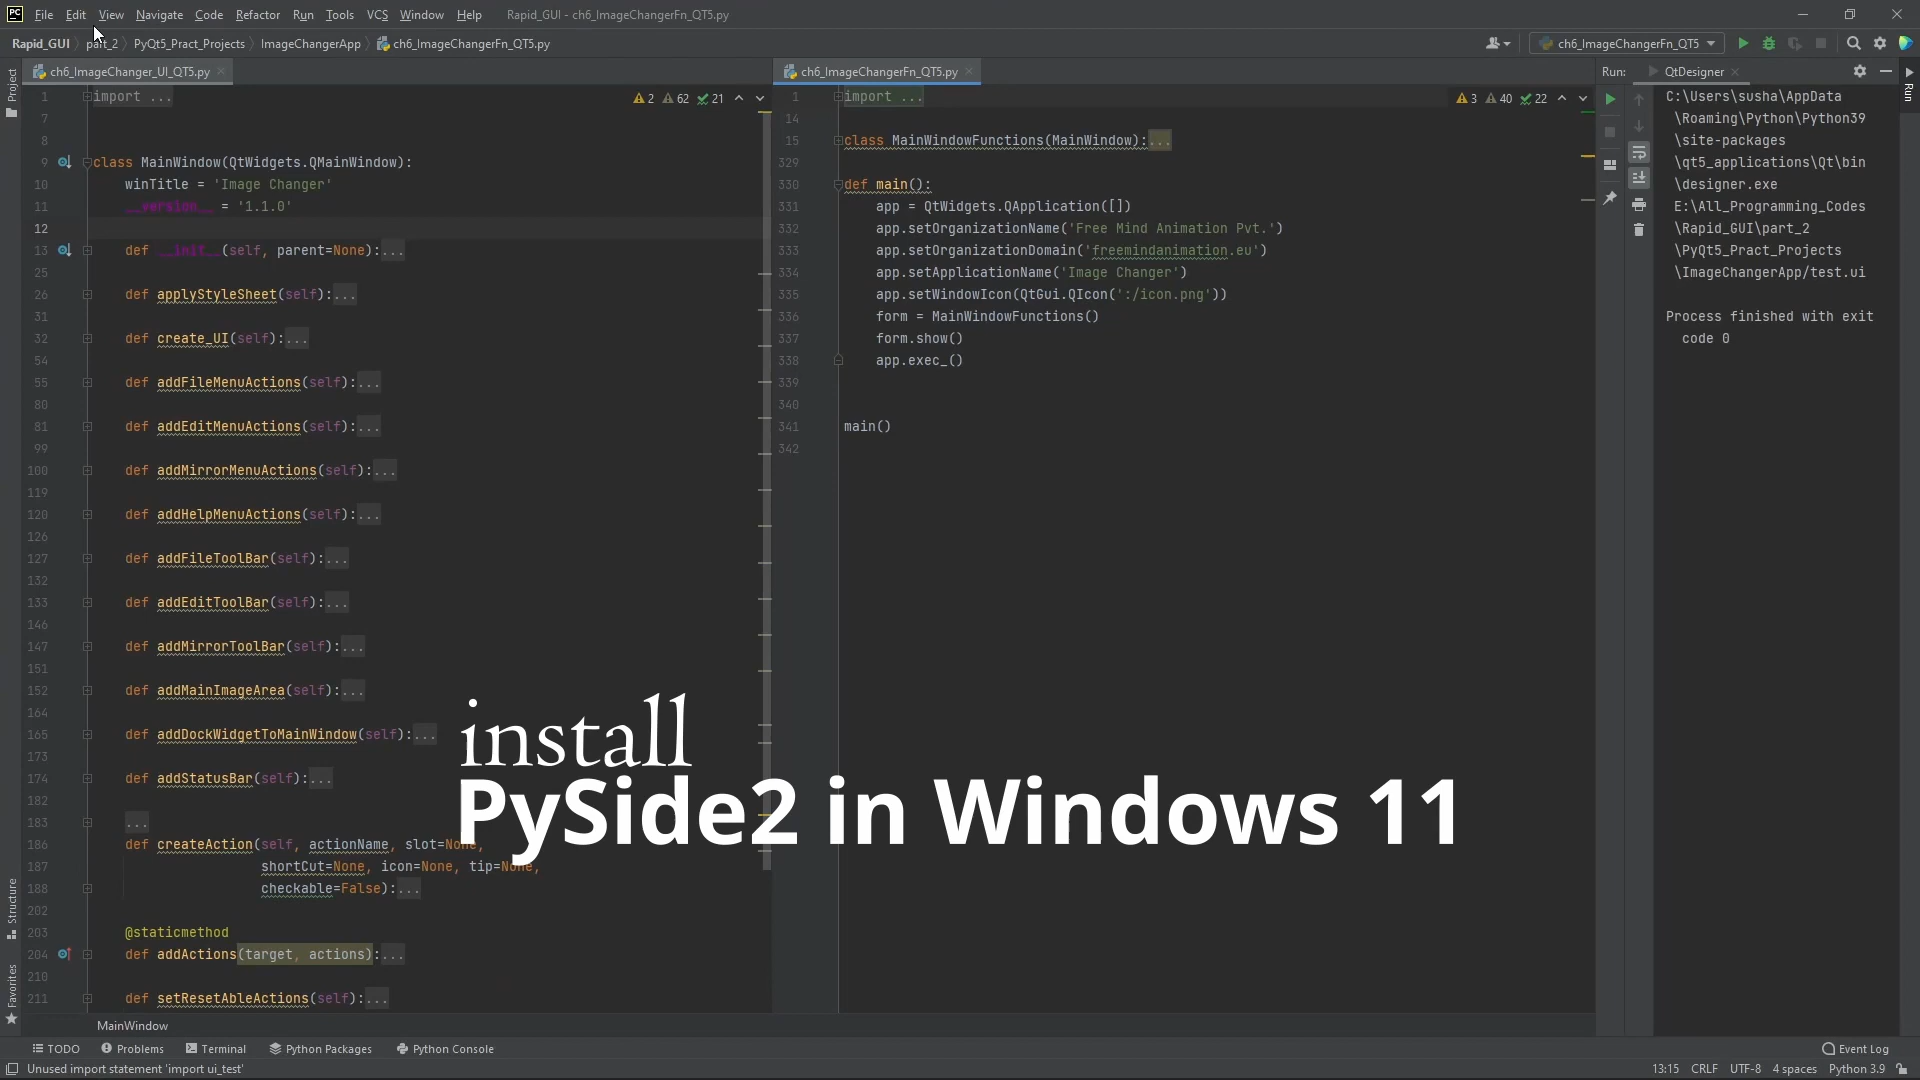 PC File Edit View Navigate Code Refactor Run Tools VCS Window Help Rapid_GUI - ch6_ImageChangerFn_QT5.py
Rapid_GUI part_2 PyQt5_Pract_Projects ImageChangerApp ch6_ImageChangerFn_QT5.py ch6_ImageChangerFn_QT5
Project
Structure
Favorites
ch6_ImageChanger_UI_QT5.py
2 62 21
1 import ...
7
8
9 class MainWindow(QtWidgets.QMainWindow):
10 winTitle = 'Image Changer'
11 __version__ = '1.1.0'
12
13 def __init__(self, parent=None):...
25
26 def applyStyleSheet(self):...
31
32 def create_UI(self):...
54
55 def addFileMenuActions(self):...
80
81 def addEditMenuActions(self):...
99
100 def addMirrorMenuActions(self):...
119
120 def addHelpMenuActions(self):...
126
127 def addFileToolBar(self):...
132
133 def addEditToolBar(self):...
146
147 def addMirrorToolBar(self):...
151
152 def addMainImageArea(self):...
164
165 def addDockWidgetToMainWindow(self):...
173
174 def addStatusBar(self):...
182
183 ...
186 def createAction(self, actionName, slot=None,
187 shortCut=None, icon=None, tip=None,
188 checkable=False):...
202
203 @staticmethod
204 def addActions(target, actions):...
210
211 def setResetAbleActions(self):...
MainWindow
ch6_ImageChangerFn_QT5.py
3 40 22
1 import ...
14
15 class MainWindowFunctions(MainWindow):...
329
330 def main():
331 app = QtWidgets.QApplication([])
332 app.setOrganizationName('Free Mind Animation Pvt.')
333 app.setOrganizationDomain('freemindanimation.eu')
334 app.setApplicationName('Image Changer')
335 app.setWindowIcon(QtGui.QIcon(':/icon.png'))
336 form = MainWindowFunctions()
337 form.show()
338 app.exec_()
339
340
341 main()
342
Run: QtDesigner
Run
C:\Users\susha\AppData
\Roaming\Python\Python39
\site-packages
\qt5_applications\Qt\bin
\designer.exe
E:\All_Programming_Codes
\Rapid_GUI\part_2
\PyQt5_Pract_Projects
\ImageChangerApp/test.ui
Process finished with exit
code 0
install
PySide2 in Windows 11
TODO Problems Terminal Python Packages Python Console Event Log
Unused import statement 'import ui_test' 13:15 CRLF UTF-8 4 spaces Python 3.9